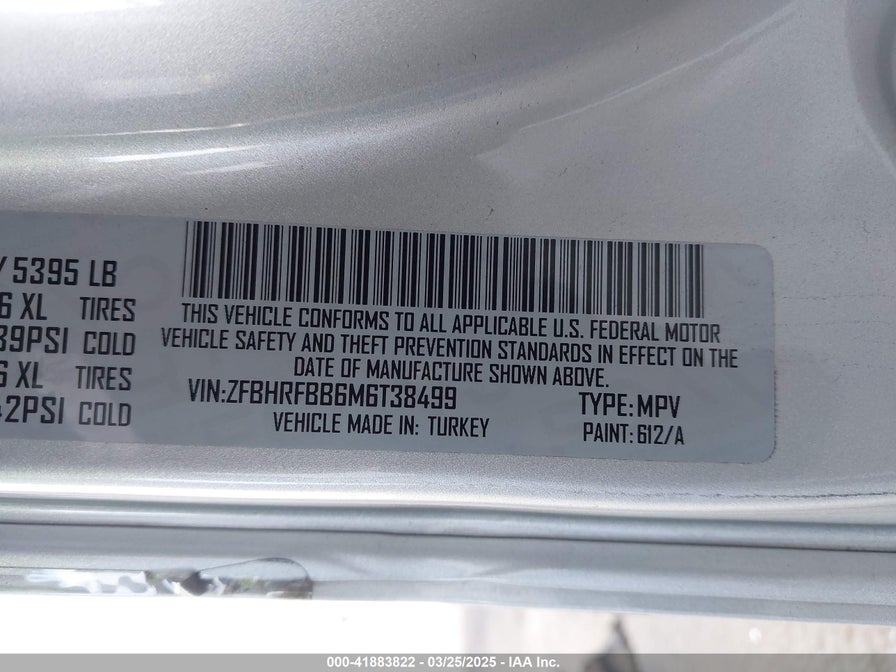 / 5395 LB
6 XL TIRES
39PSI COLD
6 XL TIRES
2PSI COLD
THIS VEHICLE CONFORMS TO ALL APPLICABLE U.S. FEDERAL MOTOR
VEHICLE SAFETY AND THEFT PREVENTION STANDARDS IN EFFECT ON THE
DATE OF MANUFACTURE SHOWN ABOVE.
VIN:ZFBHRFBB6M6T38499 TYPE: MPV
VEHICLE MADE IN: TURKEY PAINT: 612/A
000-41883822 - 03/25/2025 - IAA Inc.